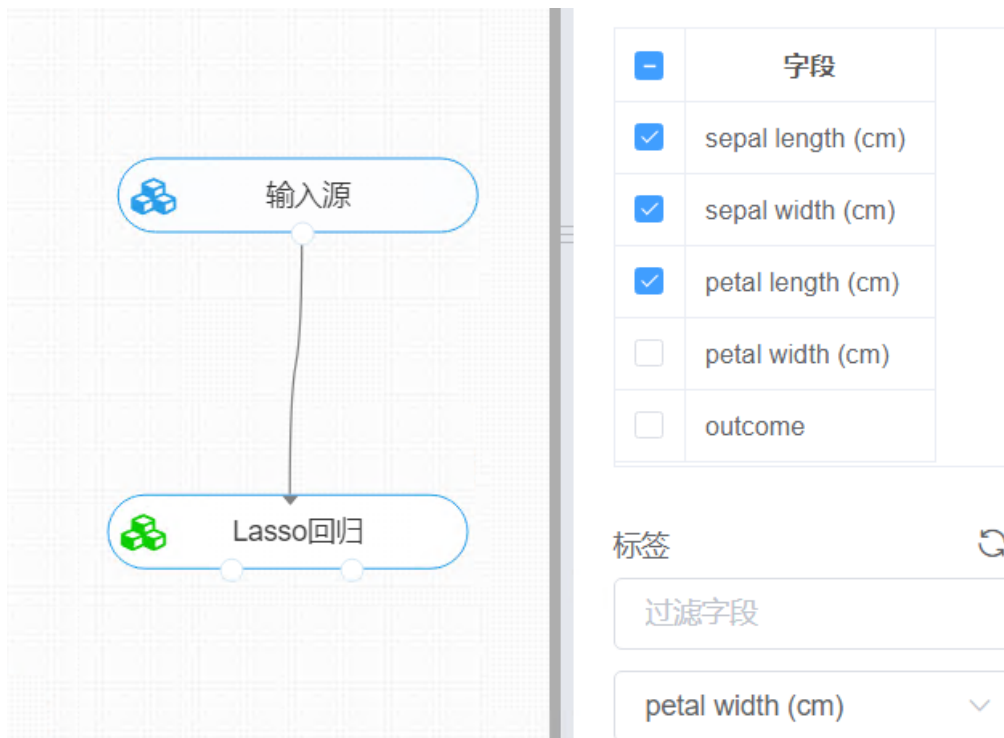 输入源
Lasso回归
字段
sepal length (cm)
sepal width (cm)
petal length (cm)
petal width (cm)
outcome
标签
过滤字段
petal width (cm)